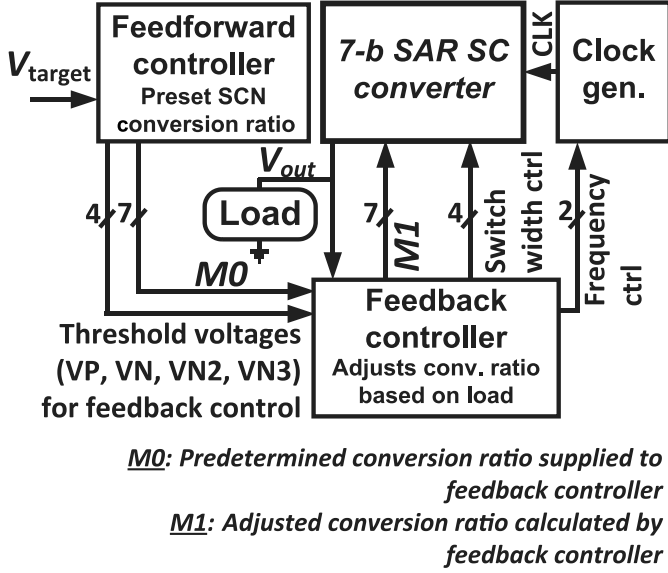 Feedforward
controller
Preset SCN
conversion ratio
7-b SAR SC
converter
CLK
Clock
gen.
Vtarget
Vout
Load
4
7
7
M1
4
Switch
width ctrl
2
Frequency
ctrl
M0
Feedback
controller
Adjusts conv. ratio
based on load
Threshold voltages
(VP, VN, VN2, VN3)
for feedback control
M0: Predetermined conversion ratio supplied to
feedback controller
M1: Adjusted conversion ratio calculated by
feedback controller